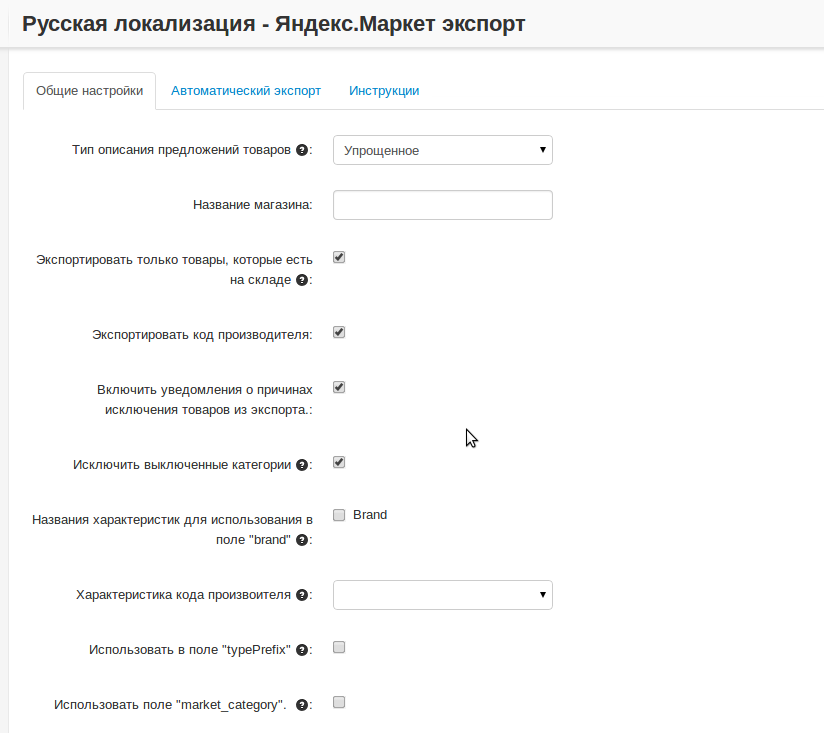 Русская локализация - Яндекс.Маркет экспорт
Общие настройки Автоматический экспорт Инструкции
Тип описания предложений товаров ?: Упрощенное
Название магазина:
Экспортировать только товары, которые есть
на складе ?:
Экспортировать код производителя:
Включить уведомления о причинах
исключения товаров из экспорта.:
Исключить выключенные категории ?:
Названия характеристик для использования в
поле "brand" ?:
Brand
Характеристика кода произвоителя ?:
Использовать в поле "typePrefix" ?:
Использовать поле "market_category". ?: